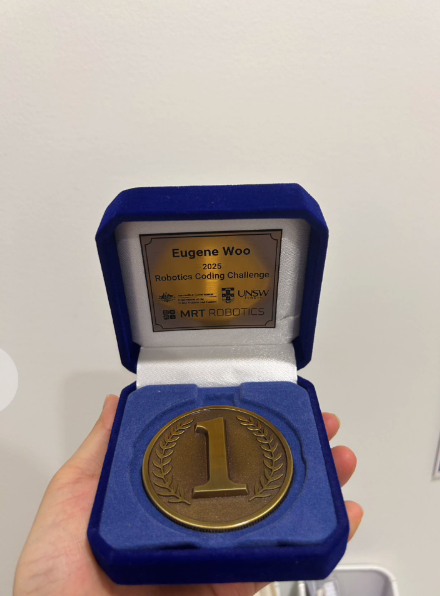 Eugene Woo
2025
Robotics Coding Challenge
UNSW
MRT ROBOTICS
1